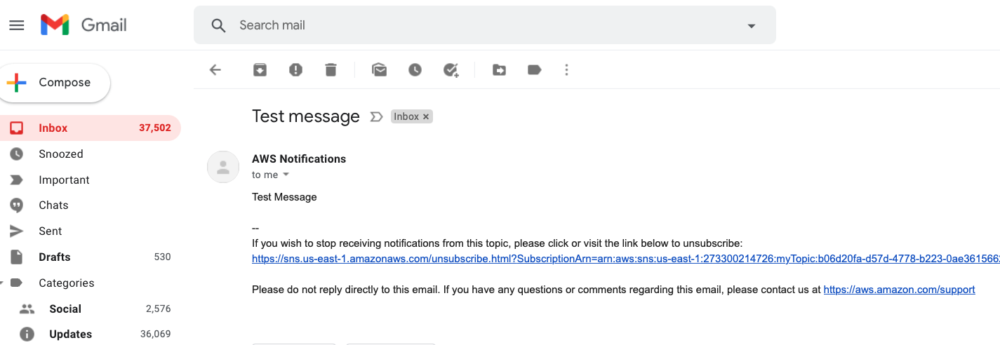 Gmail
Search mail
Compose
Inbox 37,502
Snoozed
Important
Chats
Sent
Drafts 530
Categories
Social 2,576
Updates 36,069
Test message Inbox ×
AWS Notifications
to me
Test Message
--
If you wish to stop receiving notifications from this topic, please click or visit the link below to unsubscribe:
https://sns.us-east-1.amazonaws.com/unsubscribe.html?SubscriptionArn=arn:aws:sns:us-east-1:273300214726:myTopic:b06d20fa-d57d-4778-b223-0ae361566
Please do not reply directly to this email. If you have any questions or comments regarding this email, please contact us at https://aws.amazon.com/support